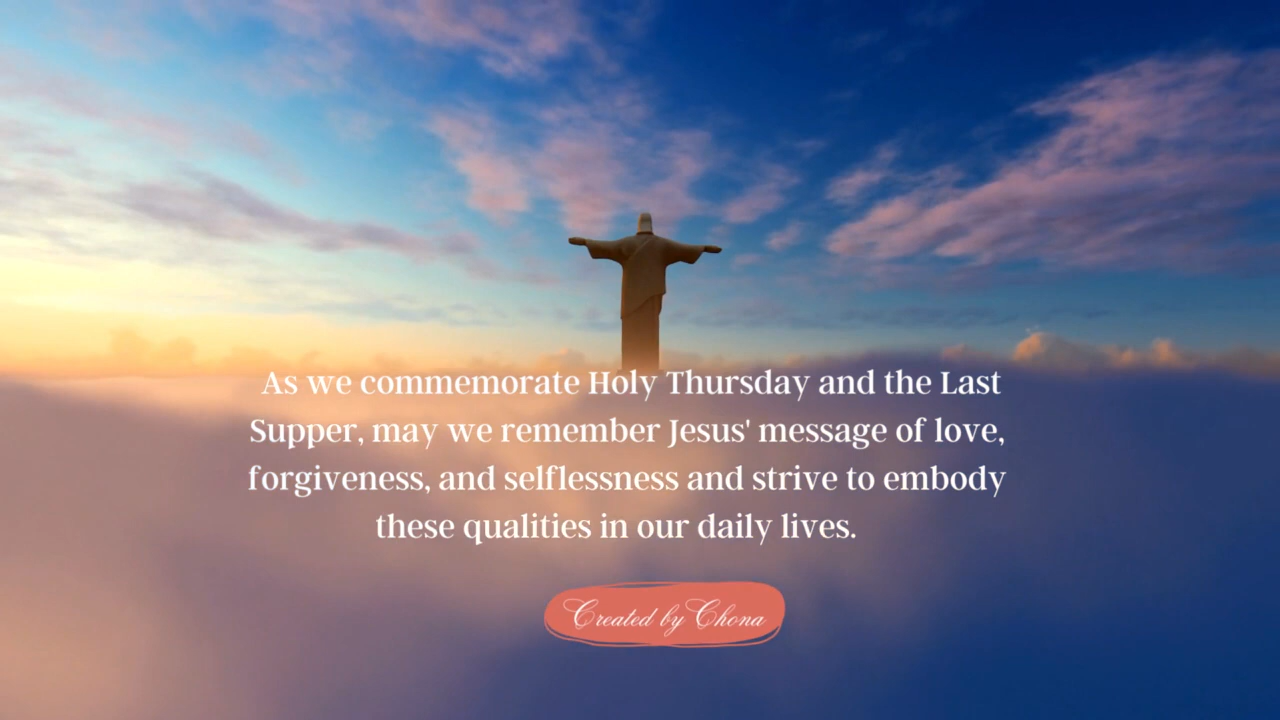 As we commemorate Holy Thursday and the Last
Supper, may we remember Jesus' message of love,
forgiveness, and selflessness and strive to embody
these qualities in our daily lives.
Created by Chona